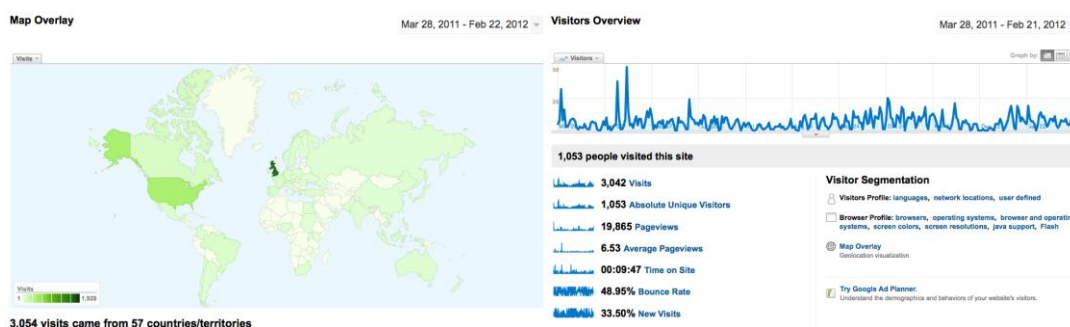 Map Overlay
Mar 28, 2011 - Feb 22, 2012
Visits
Visits
1 1,929
3,054 visits came from 57 countries/territories
Visitors Overview
Mar 28, 2011 - Feb 21, 2012
Visitors
Graph by:
1,053 people visited this site
3,042 Visits
1,053 Absolute Unique Visitors
19,865 Pageviews
6.53 Average Pageviews
00:09:47 Time on Site
48.95% Bounce Rate
33.50% New Visits
Visitor Segmentation
Visitors Profile: languages, network locations, user defined
Browser Profile: browsers, operating systems, browser and operatin
systems, screen colors, screen resolutions, java support, Flash
Map Overlay
Geolocation visualization
Try Google Ad Planner.
Understand the demographics and behaviors of your website's visitors.